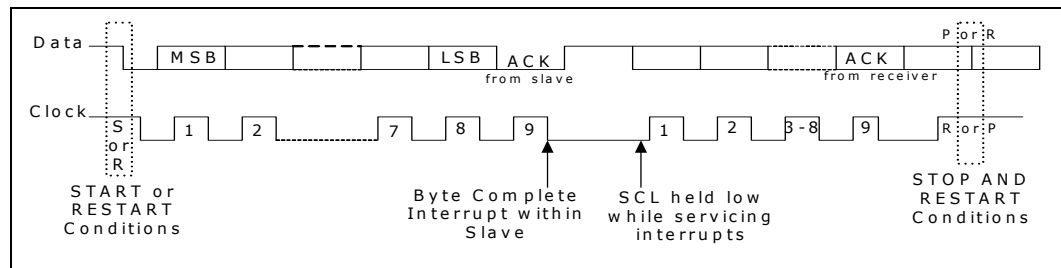 P or R
Data
MSB
LSB
ACK
from slave
ACK
from receiver
Clock
S
or
R
1
2
7
8
9
1
2
3-8
9
R or P
START or
RESTART
Conditions
Byte Complete
Interrupt within
Slave
SCL held low
while servicing
interrupts
STOP AND
RESTART
Conditions